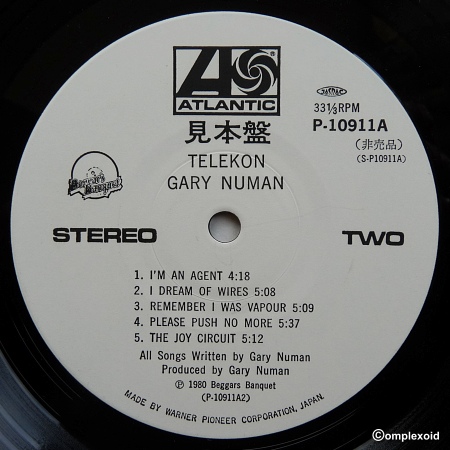 ATLANTIC
®
見本盤
TELEKON
GARY NUMAN
JASRAC
33⅓RPM
P-10911A
(非売品)
(S-P10911A)
Beggars Banquet
STEREO
TWO
1. I'M AN AGENT 4:18
2. I DREAM OF WIRES 5:08
3. REMEMBER I WAS VAPOUR 5:09
4. PLEASE PUSH NO MORE 5:37
5. THE JOY CIRCUIT 5:12
All Songs Written by Gary Numan
Produced by Gary Numan
Ⓟ 1980 Beggars Banquet
(P-10911A2)
MADE BY WARNER PIONEER CORPORATION, JAPAN.
©omplexoid